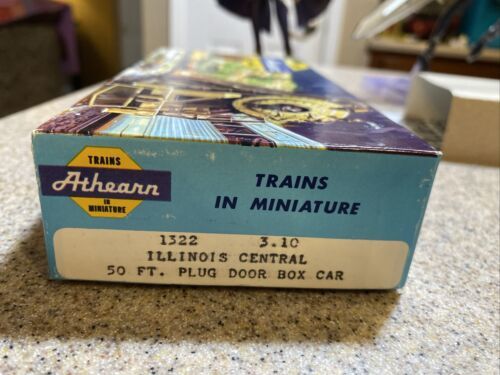 TRAINS
Athearn
IN
MINIATURE
TRAINS
IN MINIATURE
1322 3.10
ILLINOIS CENTRAL
50 FT. PLUG DOOR BOX CAR